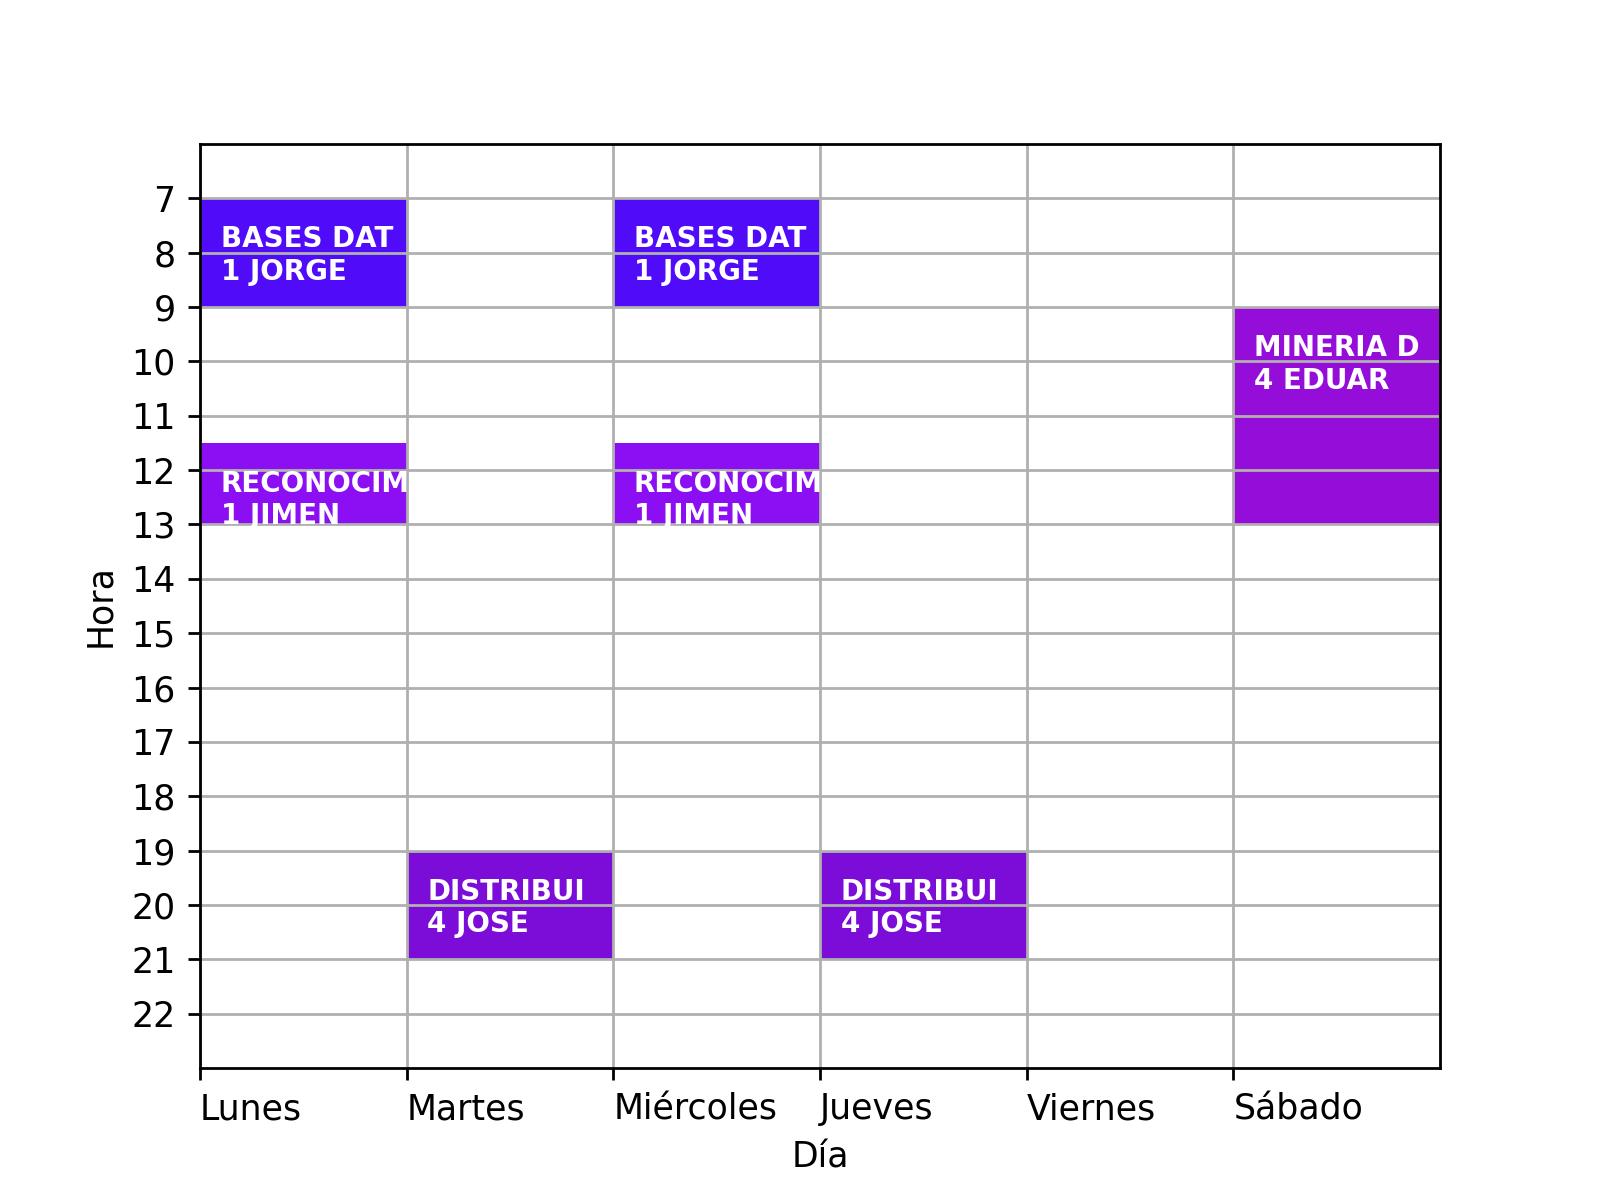 7
BASES DAT
1 JORGE
BASES DAT
1 JORGE
8
9
MINERIA D
4 EDUAR
10
11
12
RECONOCIM
1 JIMEN
RECONOCIM
1 JIMEN
13
14
15
16
17
18
19
DISTRIBUI
4 JOSE
DISTRIBUI
4 JOSE
20
21
22
Hora
Lunes Martes Miércoles Jueves Viernes Sábado
Día